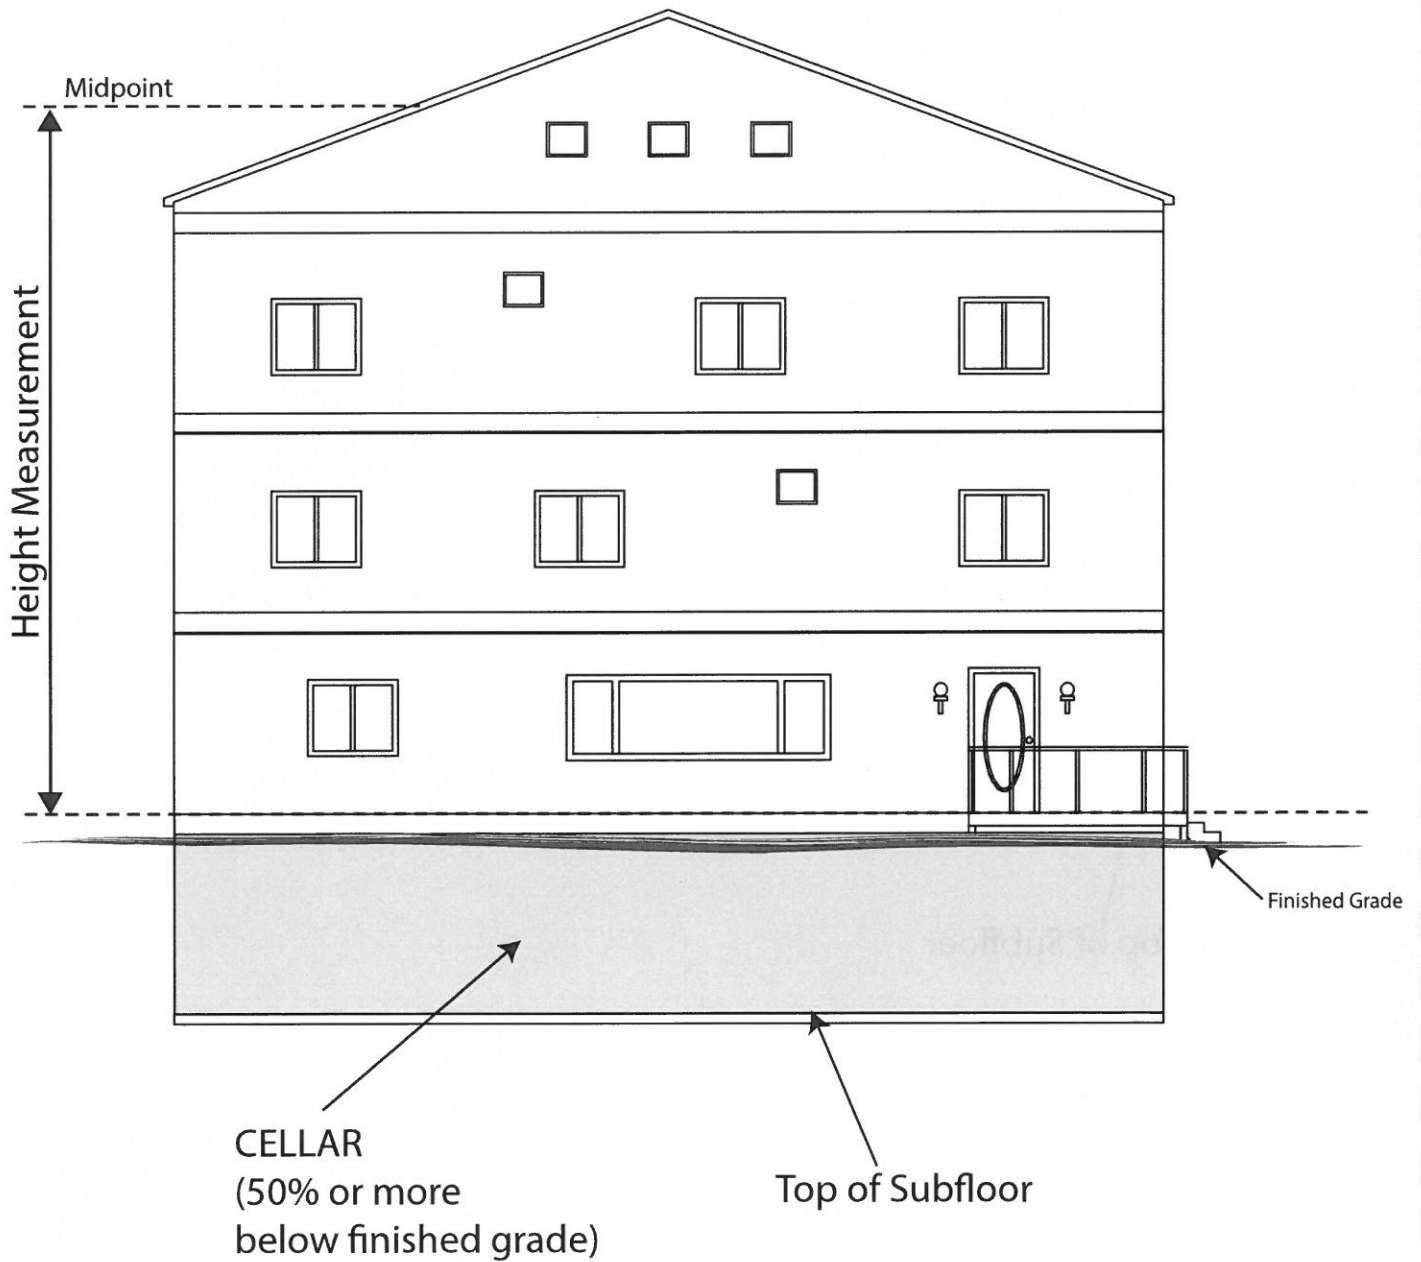 Midpoint
Height Measurement
Finished Grade
CELLAR
(50% or more
below finished grade)
Top of Subfloor